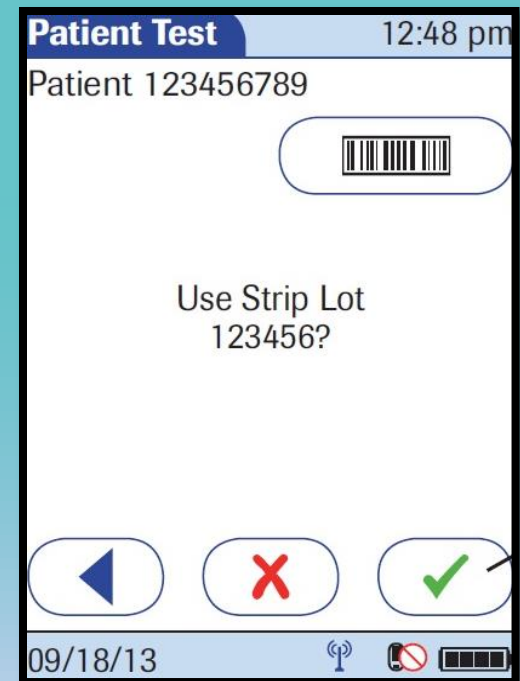 Patient Test 12:48 pm
Patient 123456789
Use Strip Lot
123456?
09/18/13